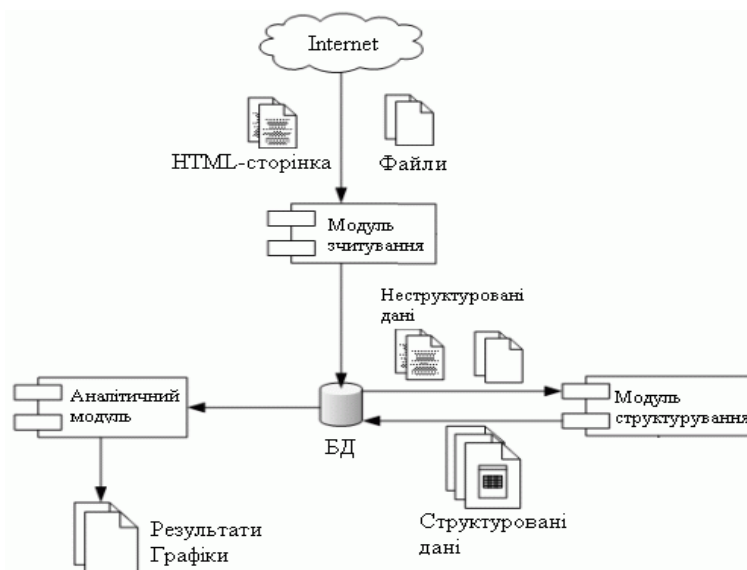 Internet
HTML-сторінка
Файли
Модуль
зчитування
Неструктуровані
дані
Аналітичний
модуль
БД
Модуль
структурування
Структуровані
дані
Результати
Графіки